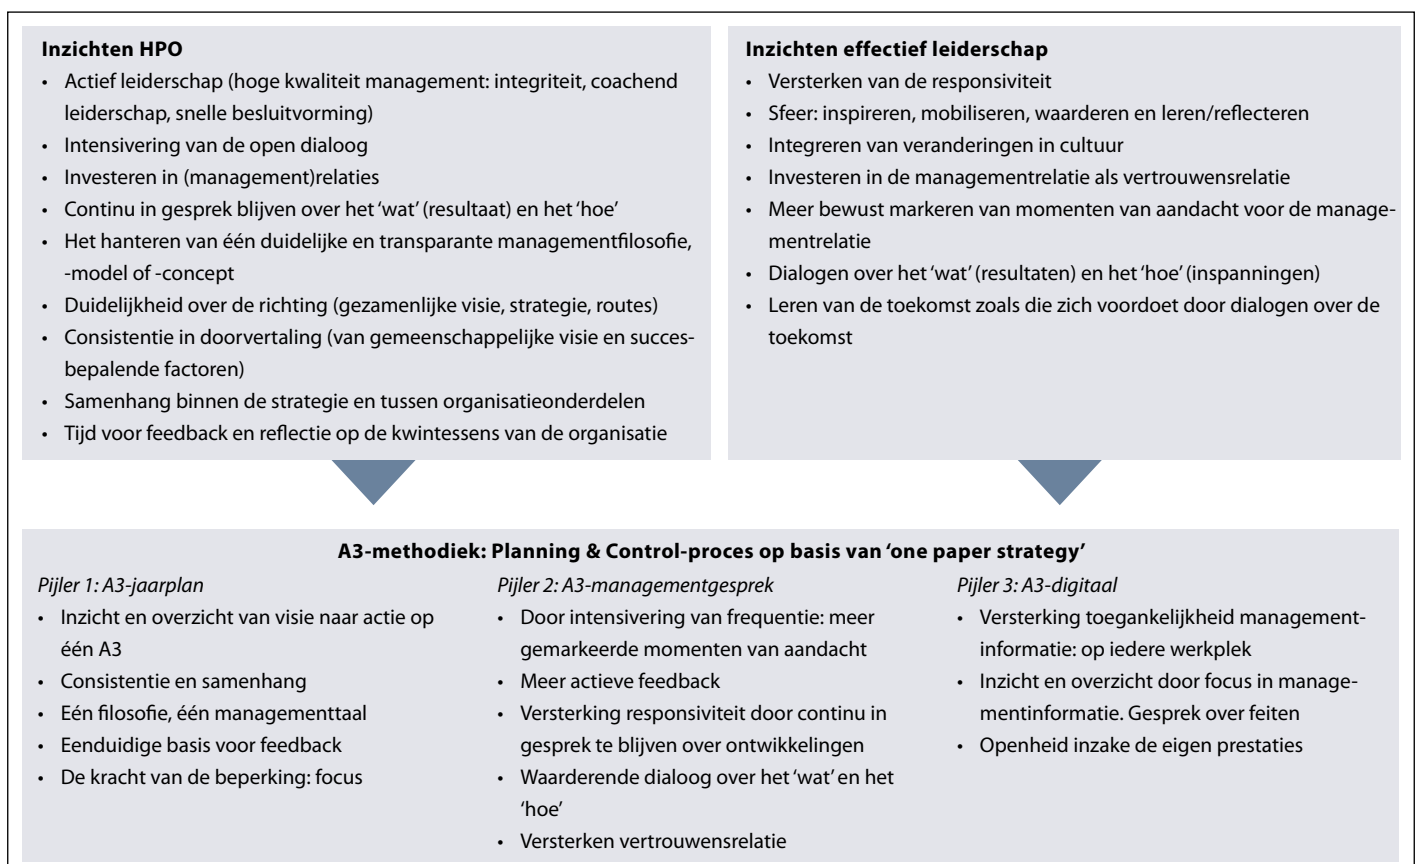 Inzichten HPO
• Actief leiderschap (hoge kwaliteit management: integriteit, coachend
leiderschap, snelle besluitvorming)
• Intensivering van de open dialoog
• Investeren in (management)relaties
• Continu in gesprek blijven over het ‘wat’ (resultaat) en het ‘hoe’
• Het hanteren van één duidelijke en transparante managementfilosofie,
-model of -concept
• Duidelijkheid over de richting (gezamenlijke visie, strategie, routes)
• Consistentie in doorvertaling (van gemeenschappelijke visie en succes-
bepalende factoren)
• Samenhang binnen de strategie en tussen organisatieonderdelen
• Tijd voor feedback en reflectie op de kwintessens van de organisatie
Inzichten effectief leiderschap
• Versterken van de responsiviteit
• Sfeer: inspireren, mobiliseren, waarderen en leren/reflecteren
• Integreren van veranderingen in cultuur
• Investeren in de managementrelatie als vertrouwensrelatie
• Meer bewust markeren van momenten van aandacht voor de manage-
mentrelatie
• Dialogen over het ‘wat’ (resultaten) en het ‘hoe’ (inspanningen)
• Leren van de toekomst zoals die zich voordoet door dialogen over de
toekomst
A3-methodiek: Planning & Control-proces op basis van ‘one paper strategy’
Pijler 1: A3-jaarplan
• Inzicht en overzicht van visie naar actie op
één A3
• Consistentie en samenhang
• Eén filosofie, één managementtaal
• Eenduidige basis voor feedback
• De kracht van de beperking: focus
Pijler 2: A3-managementgesprek
• Door intensivering van frequentie: meer
gemarkeerde momenten van aandacht
• Meer actieve feedback
• Versterking responsiviteit door continu in
gesprek te blijven over ontwikkelingen
• Waarderende dialoog over het ‘wat’ en het
‘hoe’
• Versterken vertrouwensrelatie
Pijler 3: A3-digitaal
• Versterking toegankelijkheid management-
informatie: op iedere werkplek
• Inzicht en overzicht door focus in manage-
mentinformatie. Gesprek over feiten
• Openheid inzake de eigen prestaties